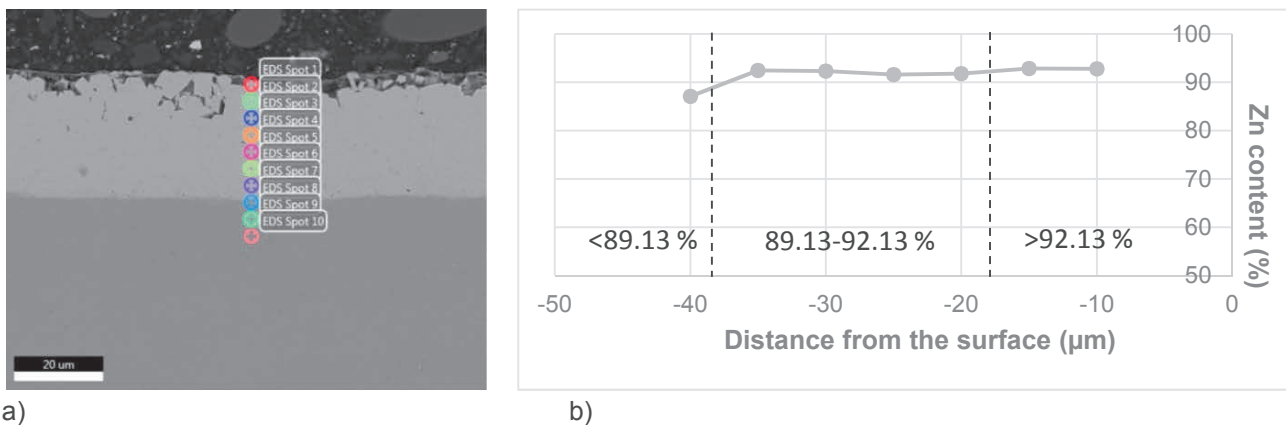 EDS Spot 1
EDS Spot 2
EDS Spot 3
EDS Spot 4
EDS Spot 5
EDS Spot 6
EDS Spot 7
EDS Spot 8
EDS Spot 9
EDS Spot 10
20 um
a)
100
90
80
70
60
50
Zn content (%)
<89.13 %
89.13-92.13 %
>92.13 %
-50
-40
-30
-20
-10
0
Distance from the surface (µm)
b)